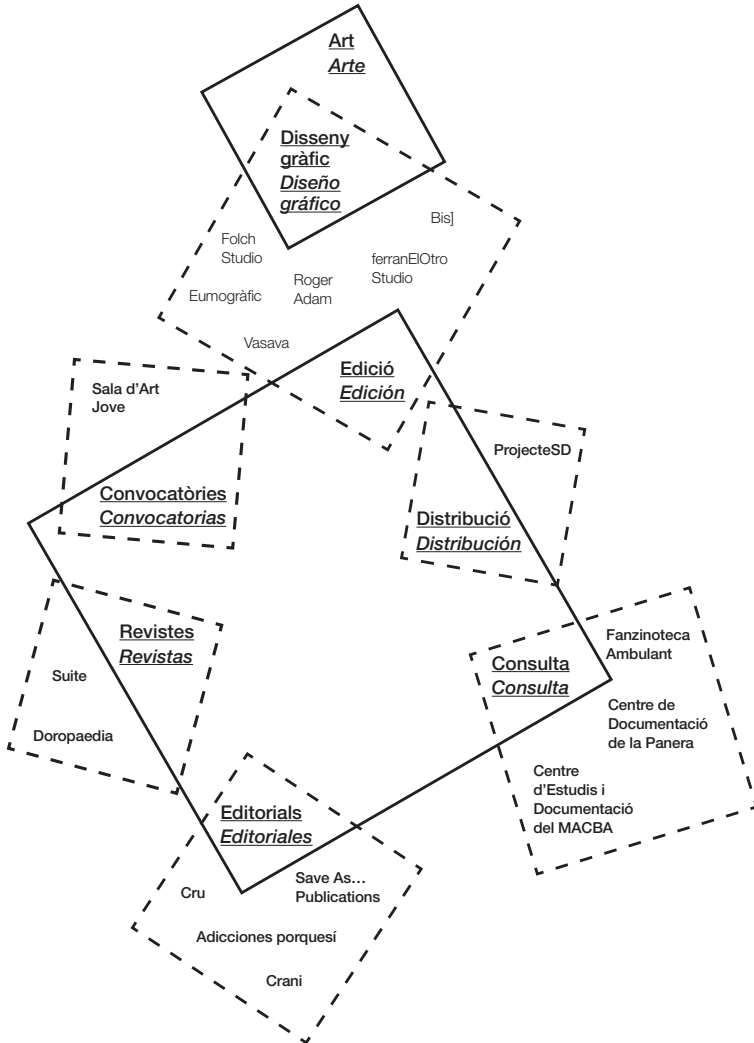 Art
Arte
Disseny
gràfic
Diseño
gráfico
Bis]
Folch
Studio
ferranElOtro
Studio
Roger
Adam
Eumogràfic
Vasava
Edició
Edición
Sala d’Art
Jove
ProjecteSD
Convocatòries
Convocatorias
Distribució
Distribución
Revistes
Revistas
Suite
Doropaedia
Consulta
Consulta
Fanzinoteca
Ambulant
Centre de
Documentació
de la Panera
Centre
d’Estudis i
Documentació
del MACBA
Editorials
Editoriales
Cru
Save As…
Publications
Adicciones porquesí
Crani